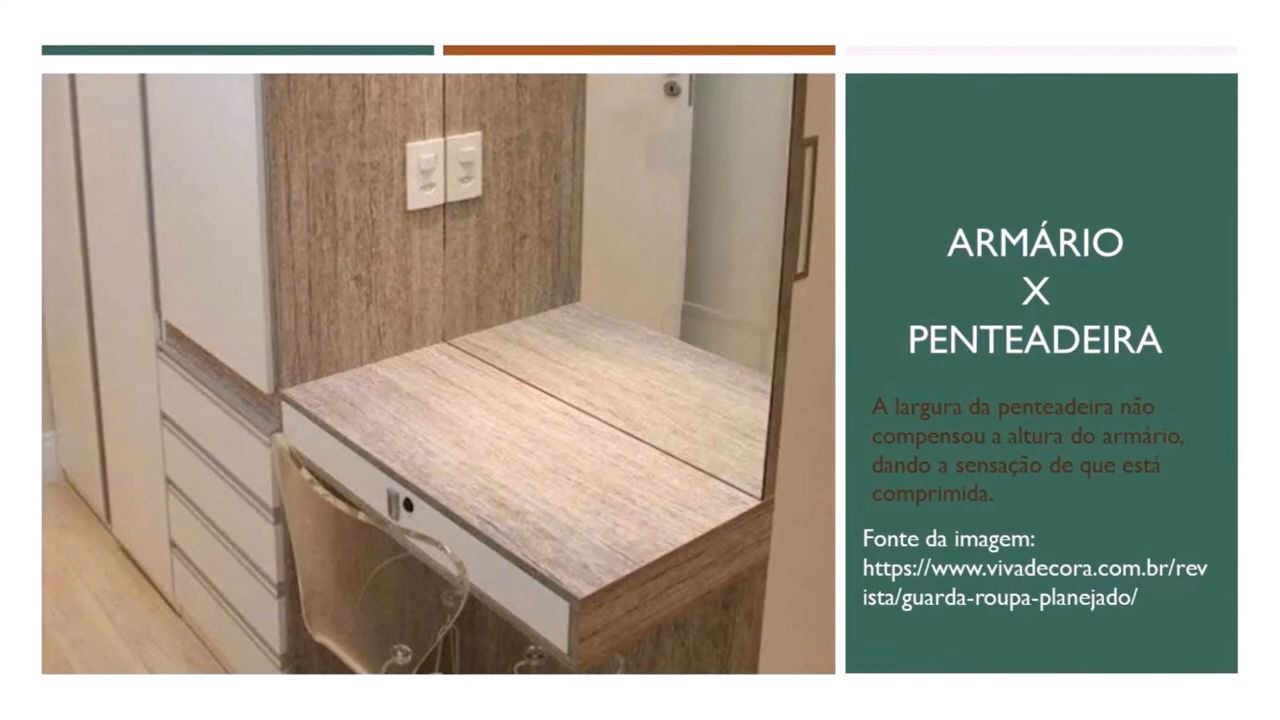 ARMÁRIO
X
PENTEADEIRA
A largura da penteadeira não
compensou a altura do armário,
dando a sensação de que está
comprimida.
Fonte da imagem:
https://www.vivadecora.com.br/rev
ista/guarda-roupa-planejado/